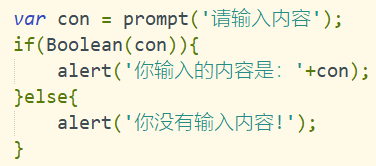 var con = prompt('请输入内容');
if(Boolean(con)){
    alert('你输入的内容是：'+con);
}else{
    alert('你没有输入内容!');
}